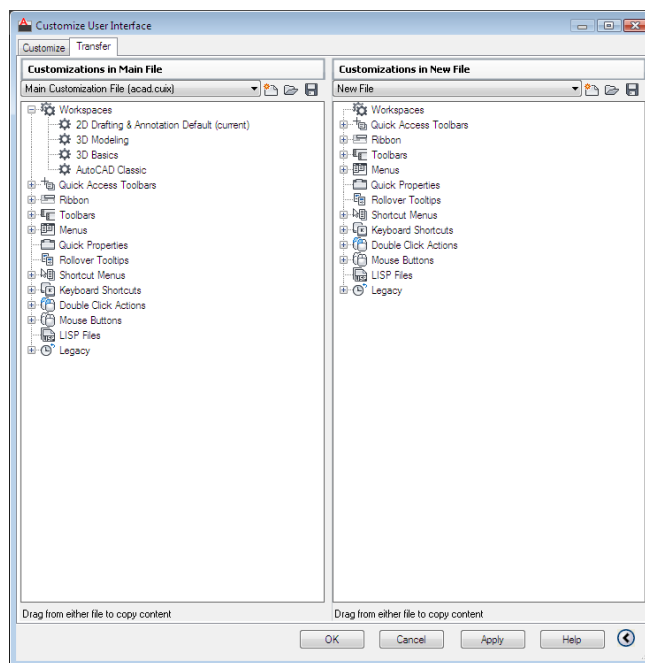 Customize User Interface
Customize Transfer
Customizations in Main File
Main Customization File (acad.cuix)
Workspaces
2D Drafting & Annotation Default (current)
3D Modeling
3D Basics
AutoCAD Classic
Quick Access Toolbars
Ribbon
Toolbars
Menus
Quick Properties
Rollover Tooltips
Shortcut Menus
Keyboard Shortcuts
Double Click Actions
Mouse Buttons
LISP Files
Legacy
Drag from either file to copy content
Customizations in New File
New File
Workspaces
Quick Access Toolbars
Ribbon
Toolbars
Menus
Quick Properties
Rollover Tooltips
Shortcut Menus
Keyboard Shortcuts
Double Click Actions
Mouse Buttons
LISP Files
Legacy
Drag from either file to copy content
OK Cancel Apply Help